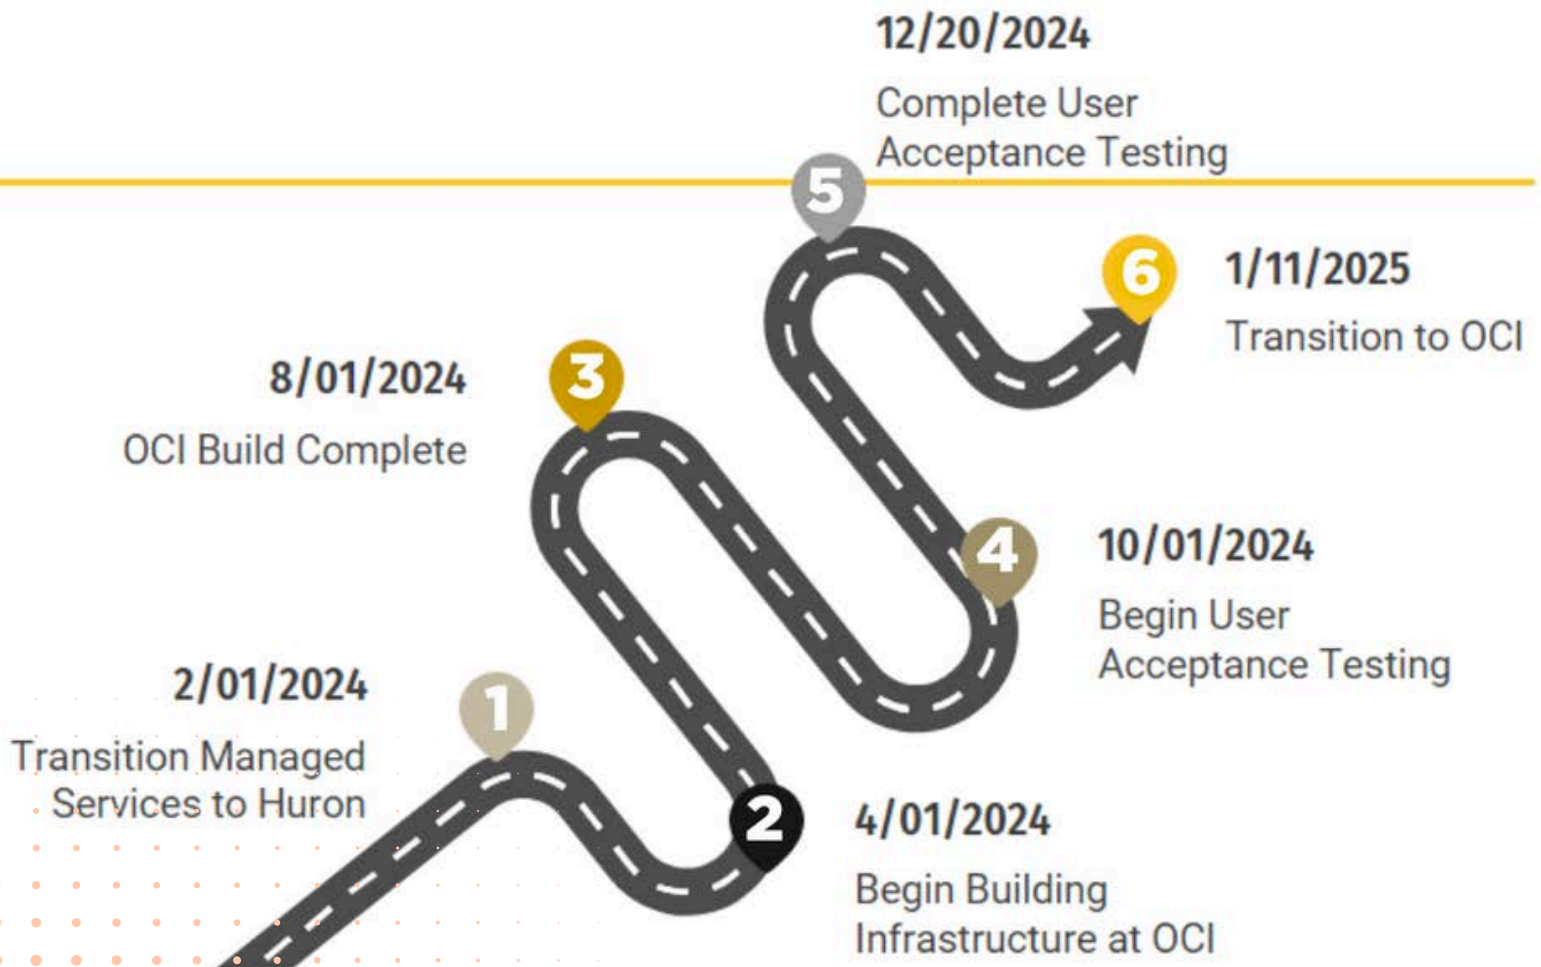 12/20/2024
Complete User
Acceptance Testing
5
6
1/11/2025
Transition to OCI
3
8/01/2024
OCI Build Complete
4
10/01/2024
Begin User
Acceptance Testing
1
2/01/2024
Transition Managed
Services to Huron
2
4/01/2024
Begin Building
Infrastructure at OCI